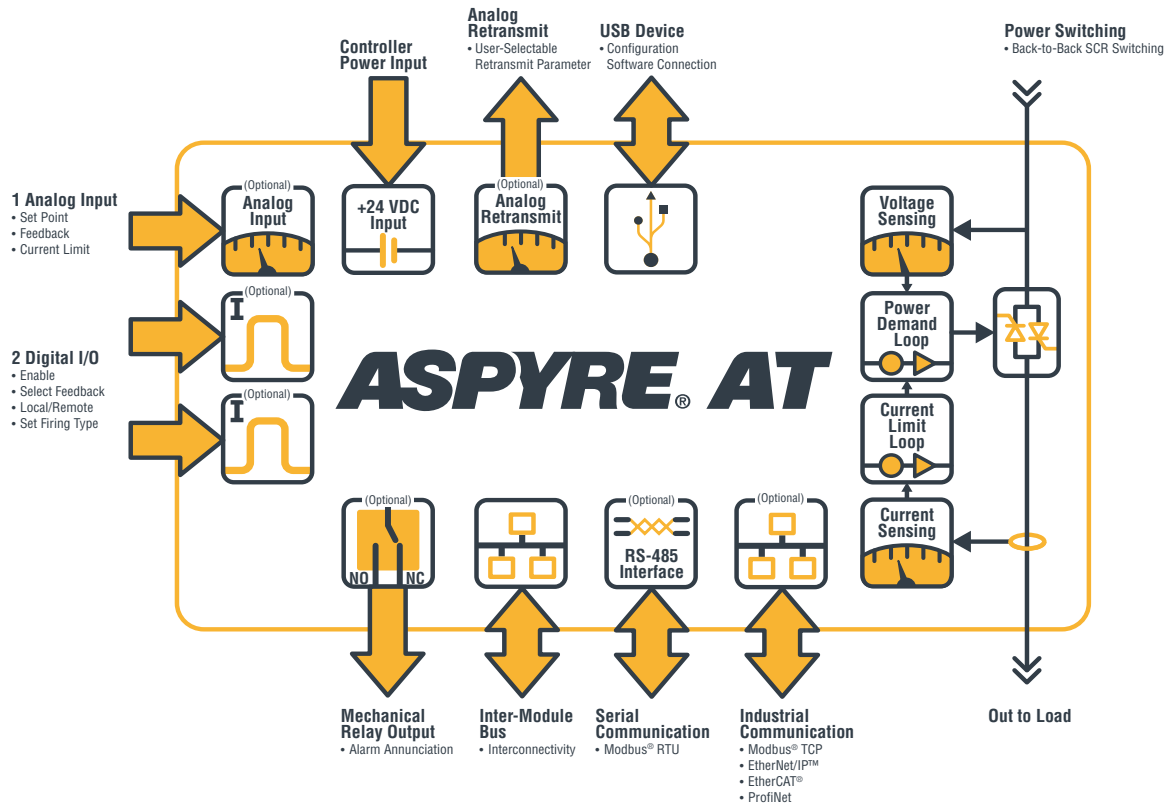 Analog
Retransmit
• User-Selectable
Retransmit Parameter
USB Device
• Configuration
Software Connection
Power Switching
• Back-to-Back SCR Switching
Controller
Power Input
1 Analog Input
• Set Point
• Feedback
• Current Limit
(Optional)
Analog
Input
+24 VDC
Input
(Optional)
Analog
Retransmit
Voltage
Sensing
2 Digital I/O
• Enable
• Select Feedback
• Local/Remote
• Set Firing Type
(Optional)
(Optional)
ASPYRE® AT
Power
Demand
Loop
Current
Limit
Loop
Current
Sensing
(Optional)
NO NC
(Optional)
RS-485
Interface
(Optional)
Mechanical
Relay Output
• Alarm Annunciation
Inter-Module
Bus
• Interconnectivity
Serial
Communication
• Modbus® RTU
Industrial
Communication
• Modbus® TCP
• EtherNet/IP™
• EtherCAT®
• ProfiNet
Out to Load